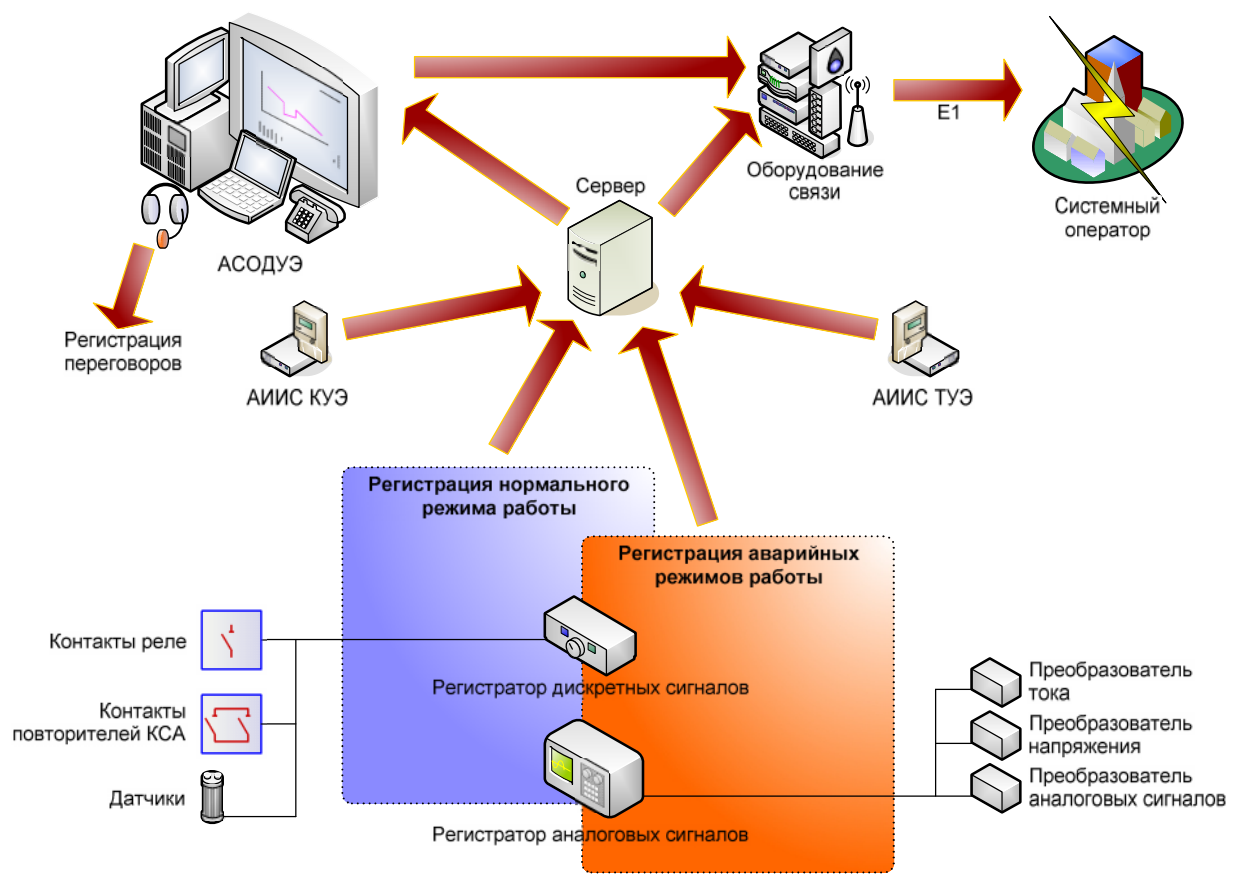 E1
Оборудование
связи
Сервер
Системный
оператор
АСОДУЭ
Регистрация
переговоров
АИИС КУЭ
АИИС ТУЭ
Регистрация нормального
режима работы
Регистрация аварийных
режимов работы
Контакты реле
Регистратор дискретных сигналов
Преобразователь
тока
Контакты
повторителей КСА
Преобразователь
напряжения
Датчики
Преобразователь
аналоговых сигналов
Регистратор аналоговых сигналов